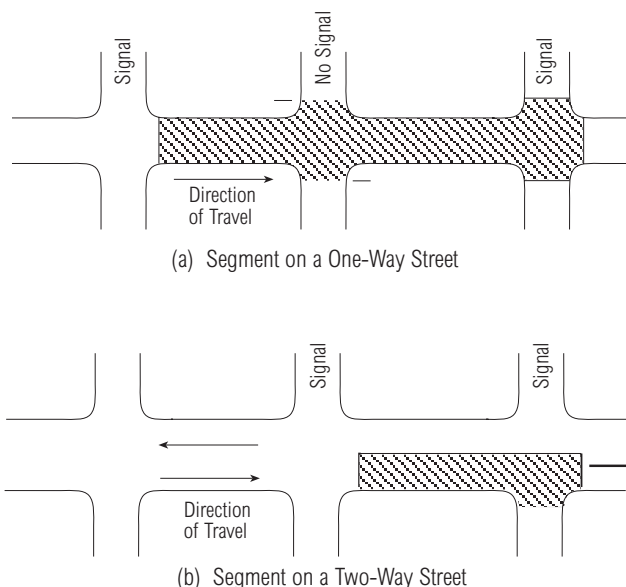 Signal
No Signal
Signal
Direction
of Travel
(a) Segment on a One-Way Street
Signal
Signal
Direction
of Travel
(b) Segment on a Two-Way Street